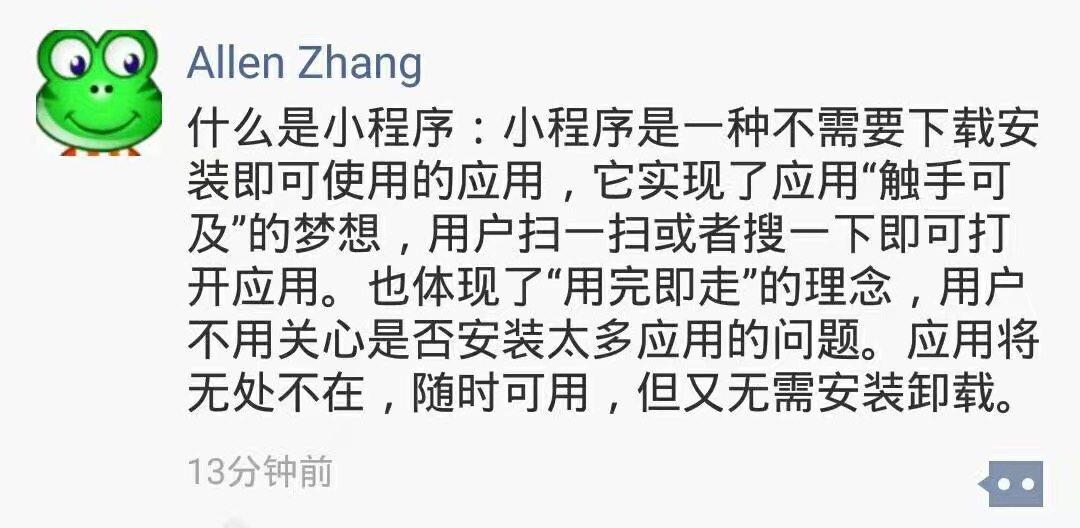 Allen Zhang
什么是小程序：小程序是一种不需要下载安
装即可使用的应用，它实现了应用“触手可
及”的梦想，用户扫一扫或者搜一下即可打
开应用。也体现了“用完即走”的理念，用户
不用关心是否安装太多应用的问题。应用将
无处不在，随时可用，但又无需安装卸载。
13分钟前